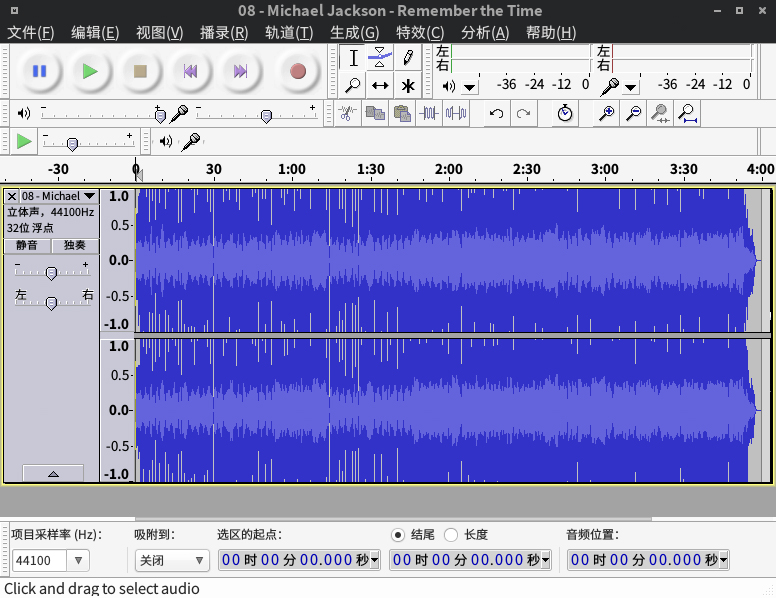 08 - Michael Jackson - Remember the Time
文件(F) 编辑(E) 视图(V) 播录(R) 轨道(T) 生成(G) 特效(C) 分析(A) 帮助(H)
左 左
右 右
-36 -24 -12 0 -36 -24 -12 0
-30 0 30 1:00 1:30 2:00 2:30 3:00 3:30 4:00
08 - Michael
立体声，44100Hz
32位 浮点
静音 独奏
- +
左 右
1.0
0.5
0.0
-0.5
-1.0
1.0
0.5
0.0
-0.5
-1.0
项目采样率 (Hz)： 吸附到： 选区的起点： 结尾 长度 音频位置：
44100 关闭 00 时 00 分 00.000 秒 00 时 00 分 00.000 秒 00 时 00 分 00.000 秒
Click and drag to select audio